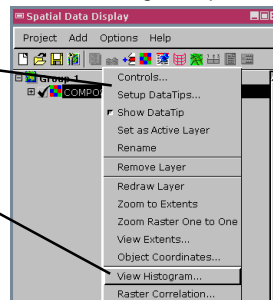 Spatial Data Display
Project Add Options Help
Group 1
COMPO
Controls...
Setup DataTips...
Show DataTip
Set as Active Layer
Rename
Remove Layer
Redraw Layer
Zoom to Extents
Zoom Raster One to One
View Extents...
Object Coordinates...
View Histogram...
Raster Correlation...